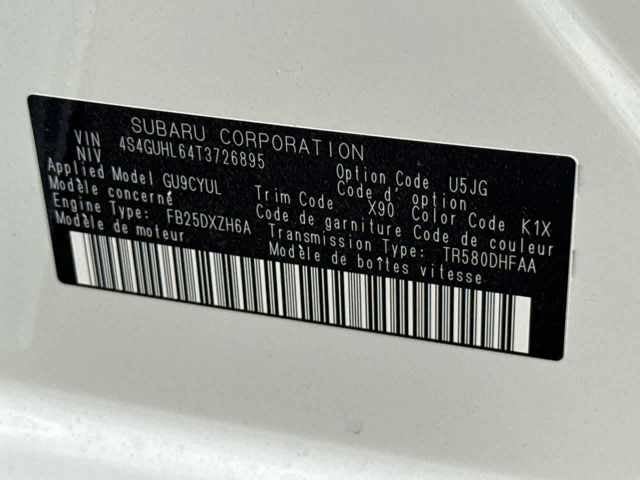 SUBARU CORPORATION
VIN
NIV
4S4GUHL64T3726895
Option Code U5JG
Code d' option
Applied Model GU9CYUL
Modèle concerné
Trim Code X90 Color Code K1X
Code de garniture Code de couleur
Engine Type: FB25DXZH6A
Modèle de moteur
Transmission Type: TR580DHFAA
Modèle de boîtes vitesse